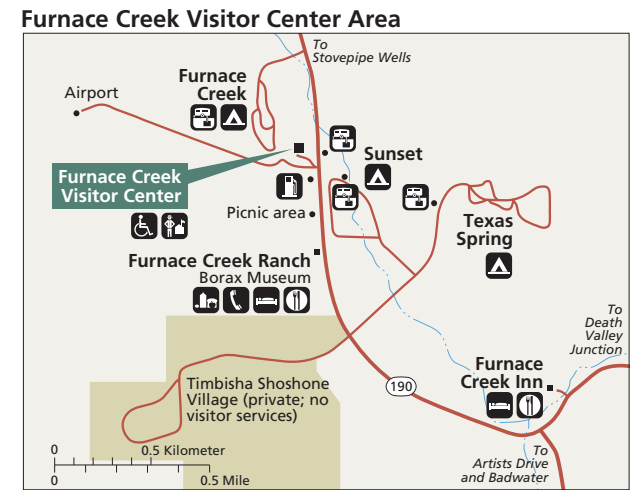 Furnace Creek Visitor Center Area
To
Stovepipe Wells
Furnace
Creek
Airport
Sunset
Furnace Creek
Visitor Center
Picnic area
Texas
Spring
Furnace Creek Ranch
Borax Museum
To
Death
Valley
Junction
Furnace
Creek Inn
190
Timbisha Shoshone
Village (private; no
visitor services)
0 0.5 Kilometer
0 0.5 Mile
To
Artists Drive
and Badwater